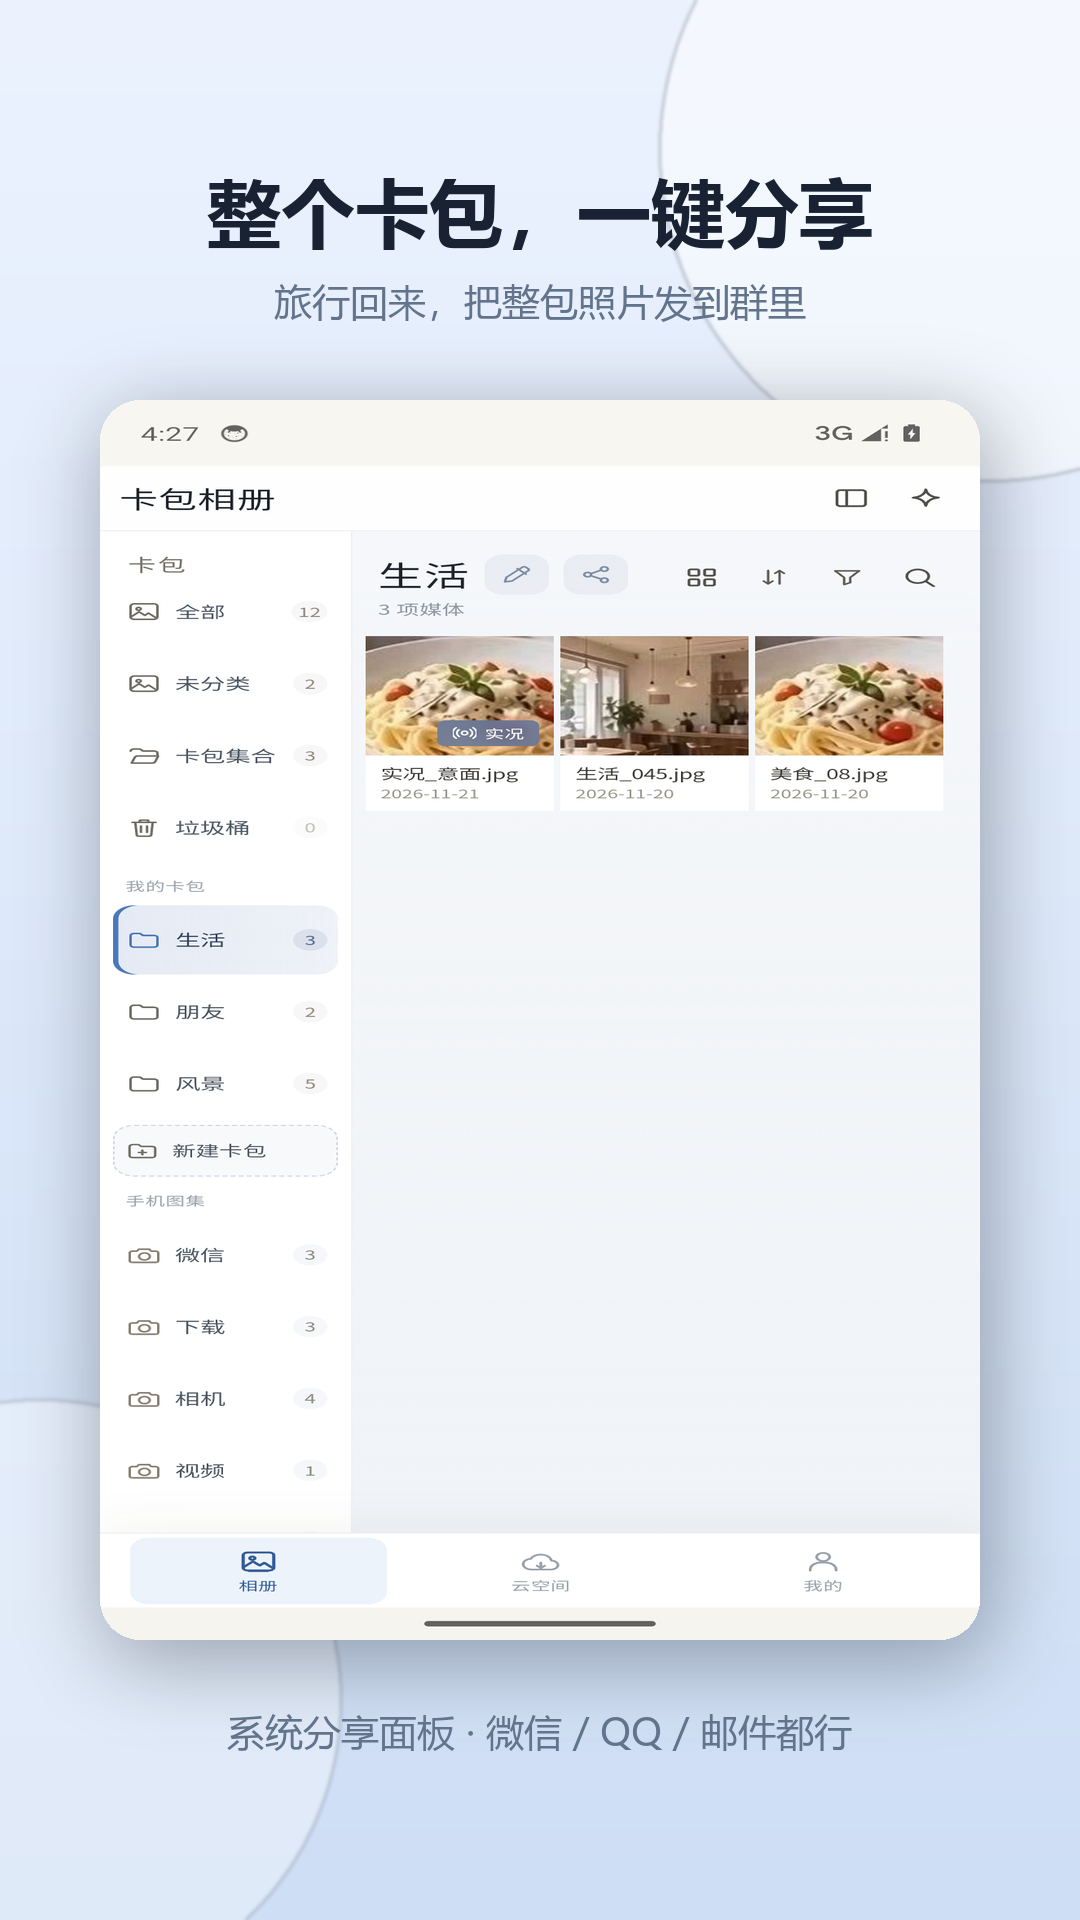 整个卡包，一键分享
旅行回来，把整包照片发到群里
4:27
3G
卡包相册
卡包
全部 12
未分类 2
卡包集合 3
垃圾桶 0
我的卡包
生活 3
朋友 2
风景 5
新建卡包
手机图集
微信 3
下载 3
相机 4
视频 1
生活
3 项媒体
实况
实况_意面.jpg
2026-11-21
生活_045.jpg
2026-11-20
美食_08.jpg
2026-11-20
相册
云空间
我的
系统分享面板 · 微信 / QQ / 邮件都行